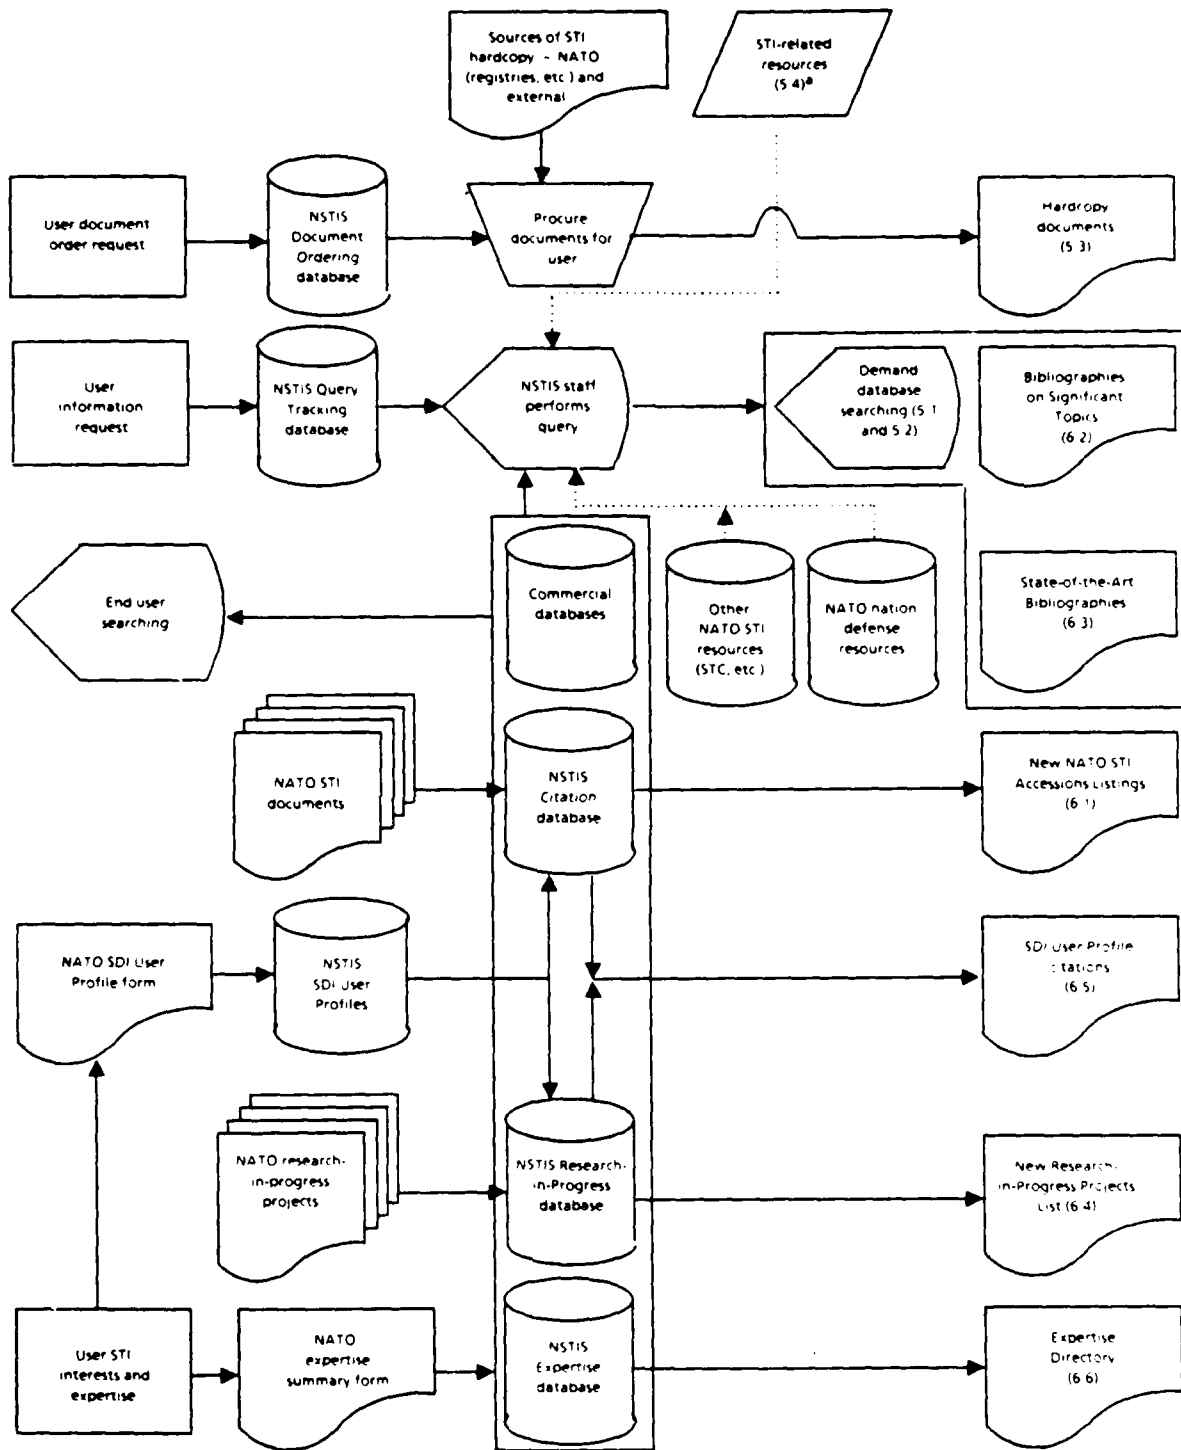 Sources of STI
hardcopy - NATO
(registries, etc ) and
external
STI-related
resources
(5 4)a
User document
order request
NSTIS
Document
Ordering
database
Procure
documents for
user
Hardcopy
documents
(5 3)
User
information
request
NSTIS Query
Tracking
database
NSTIS staff
performs
query
Demand
database
searching (5 1
and 5 2)
Bibliographies
on Significant
Topics
(6 2)
End user
searching
Commercial
databases
Other
NATO STI
resources
(STC, etc )
NATO nation
defense
resources
State-of-the-Art
Bibliographies
(6 3)
NATO STI
documents
NSTIS
Citation
database
New NATO STI
Accessions Listings
(6 1)
NATO SDI User
Profile form
NSTIS
SDI User
Profiles
SDI User Profile
citations
(6 5)
NATO research-
in-progress
projects
NSTIS Research-
in-Progress
database
New Research-
in-Progress Projects
List (6 4)
User STI
interests and
expertise
NATO
expertise
summary form
NSTIS
Expertise
database
Expertise
Directory
(6 6)